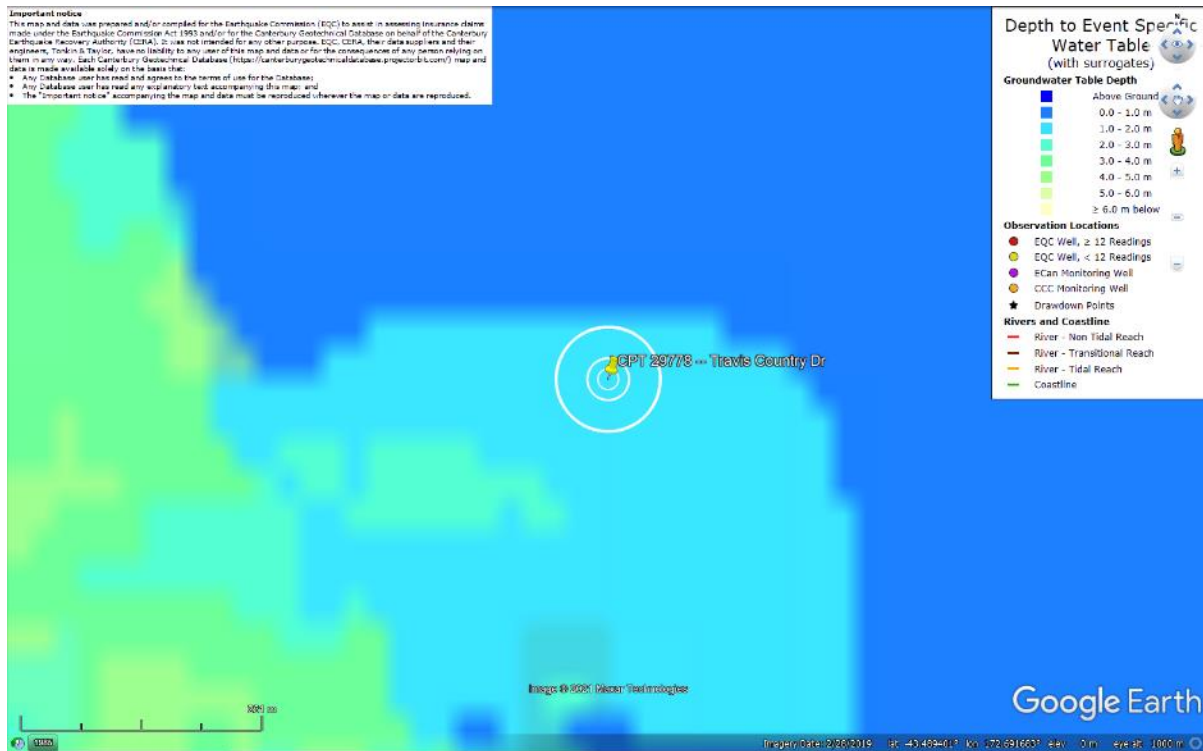 Important notice
This map and data was prepared and/or compiled for the Earthquake Commission (EQC) to assist in assessing insurance claims
made under the Earthquake Commission Act 1993 and/or for the Canterbury Geotechnical Database on behalf of the Canterbury
Earthquake Recovery Authority (CERA). It was not intended for any other purpose. EQC, CERA, their data suppliers and their
engineers, Tonkin & Taylor, have no liability to any user of this map and data or for the consequences of any person relying on
them in any way. Each Canterbury Geotechnical Database (https://canterburygeotechnicaldatabase.projectorbit.com/) map and
data is made available solely on the basis that:
• Any Database user has read and agrees to the terms of use for the Database;
• Any Database user has read any explanatory text accompanying this map; and
• The "Important notice" accompanying the map and data must be reproduced wherever the map or data are reproduced.
Depth to Event Specific
Water Table
(with surrogates)
Groundwater Table Depth
Above Ground
0.0 - 1.0 m
1.0 - 2.0 m
2.0 - 3.0 m
3.0 - 4.0 m
4.0 - 5.0 m
5.0 - 6.0 m
≥ 6.0 m below
Observation Locations
EQC Well, ≥ 12 Readings
EQC Well, < 12 Readings
ECan Monitoring Well
CCC Monitoring Well
Drawdown Points
Rivers and Coastline
River - Non Tidal Reach
River - Transitional Reach
River - Tidal Reach
Coastline
N
CPT 29778 -- Travis Country Dr
Image © 2021 Maxar Technologies
Google Earth
1985
Imagery Date: 2/26/2019 lat elev 0 m eye alt 1000 m